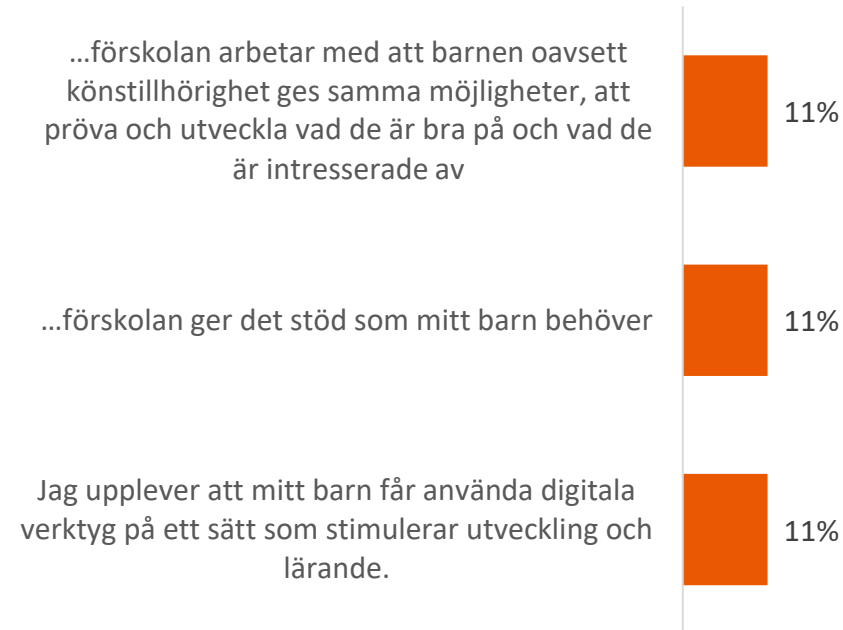 …förskolan arbetar med att barnen oavsett
könstillhörighet ges samma möjligheter, att
pröva och utveckla vad de är bra på och vad de
är intresserade av
11%
…förskolan ger det stöd som mitt barn behöver
11%
Jag upplever att mitt barn får använda digitala
verktyg på ett sätt som stimulerar utveckling och
lärande.
11%